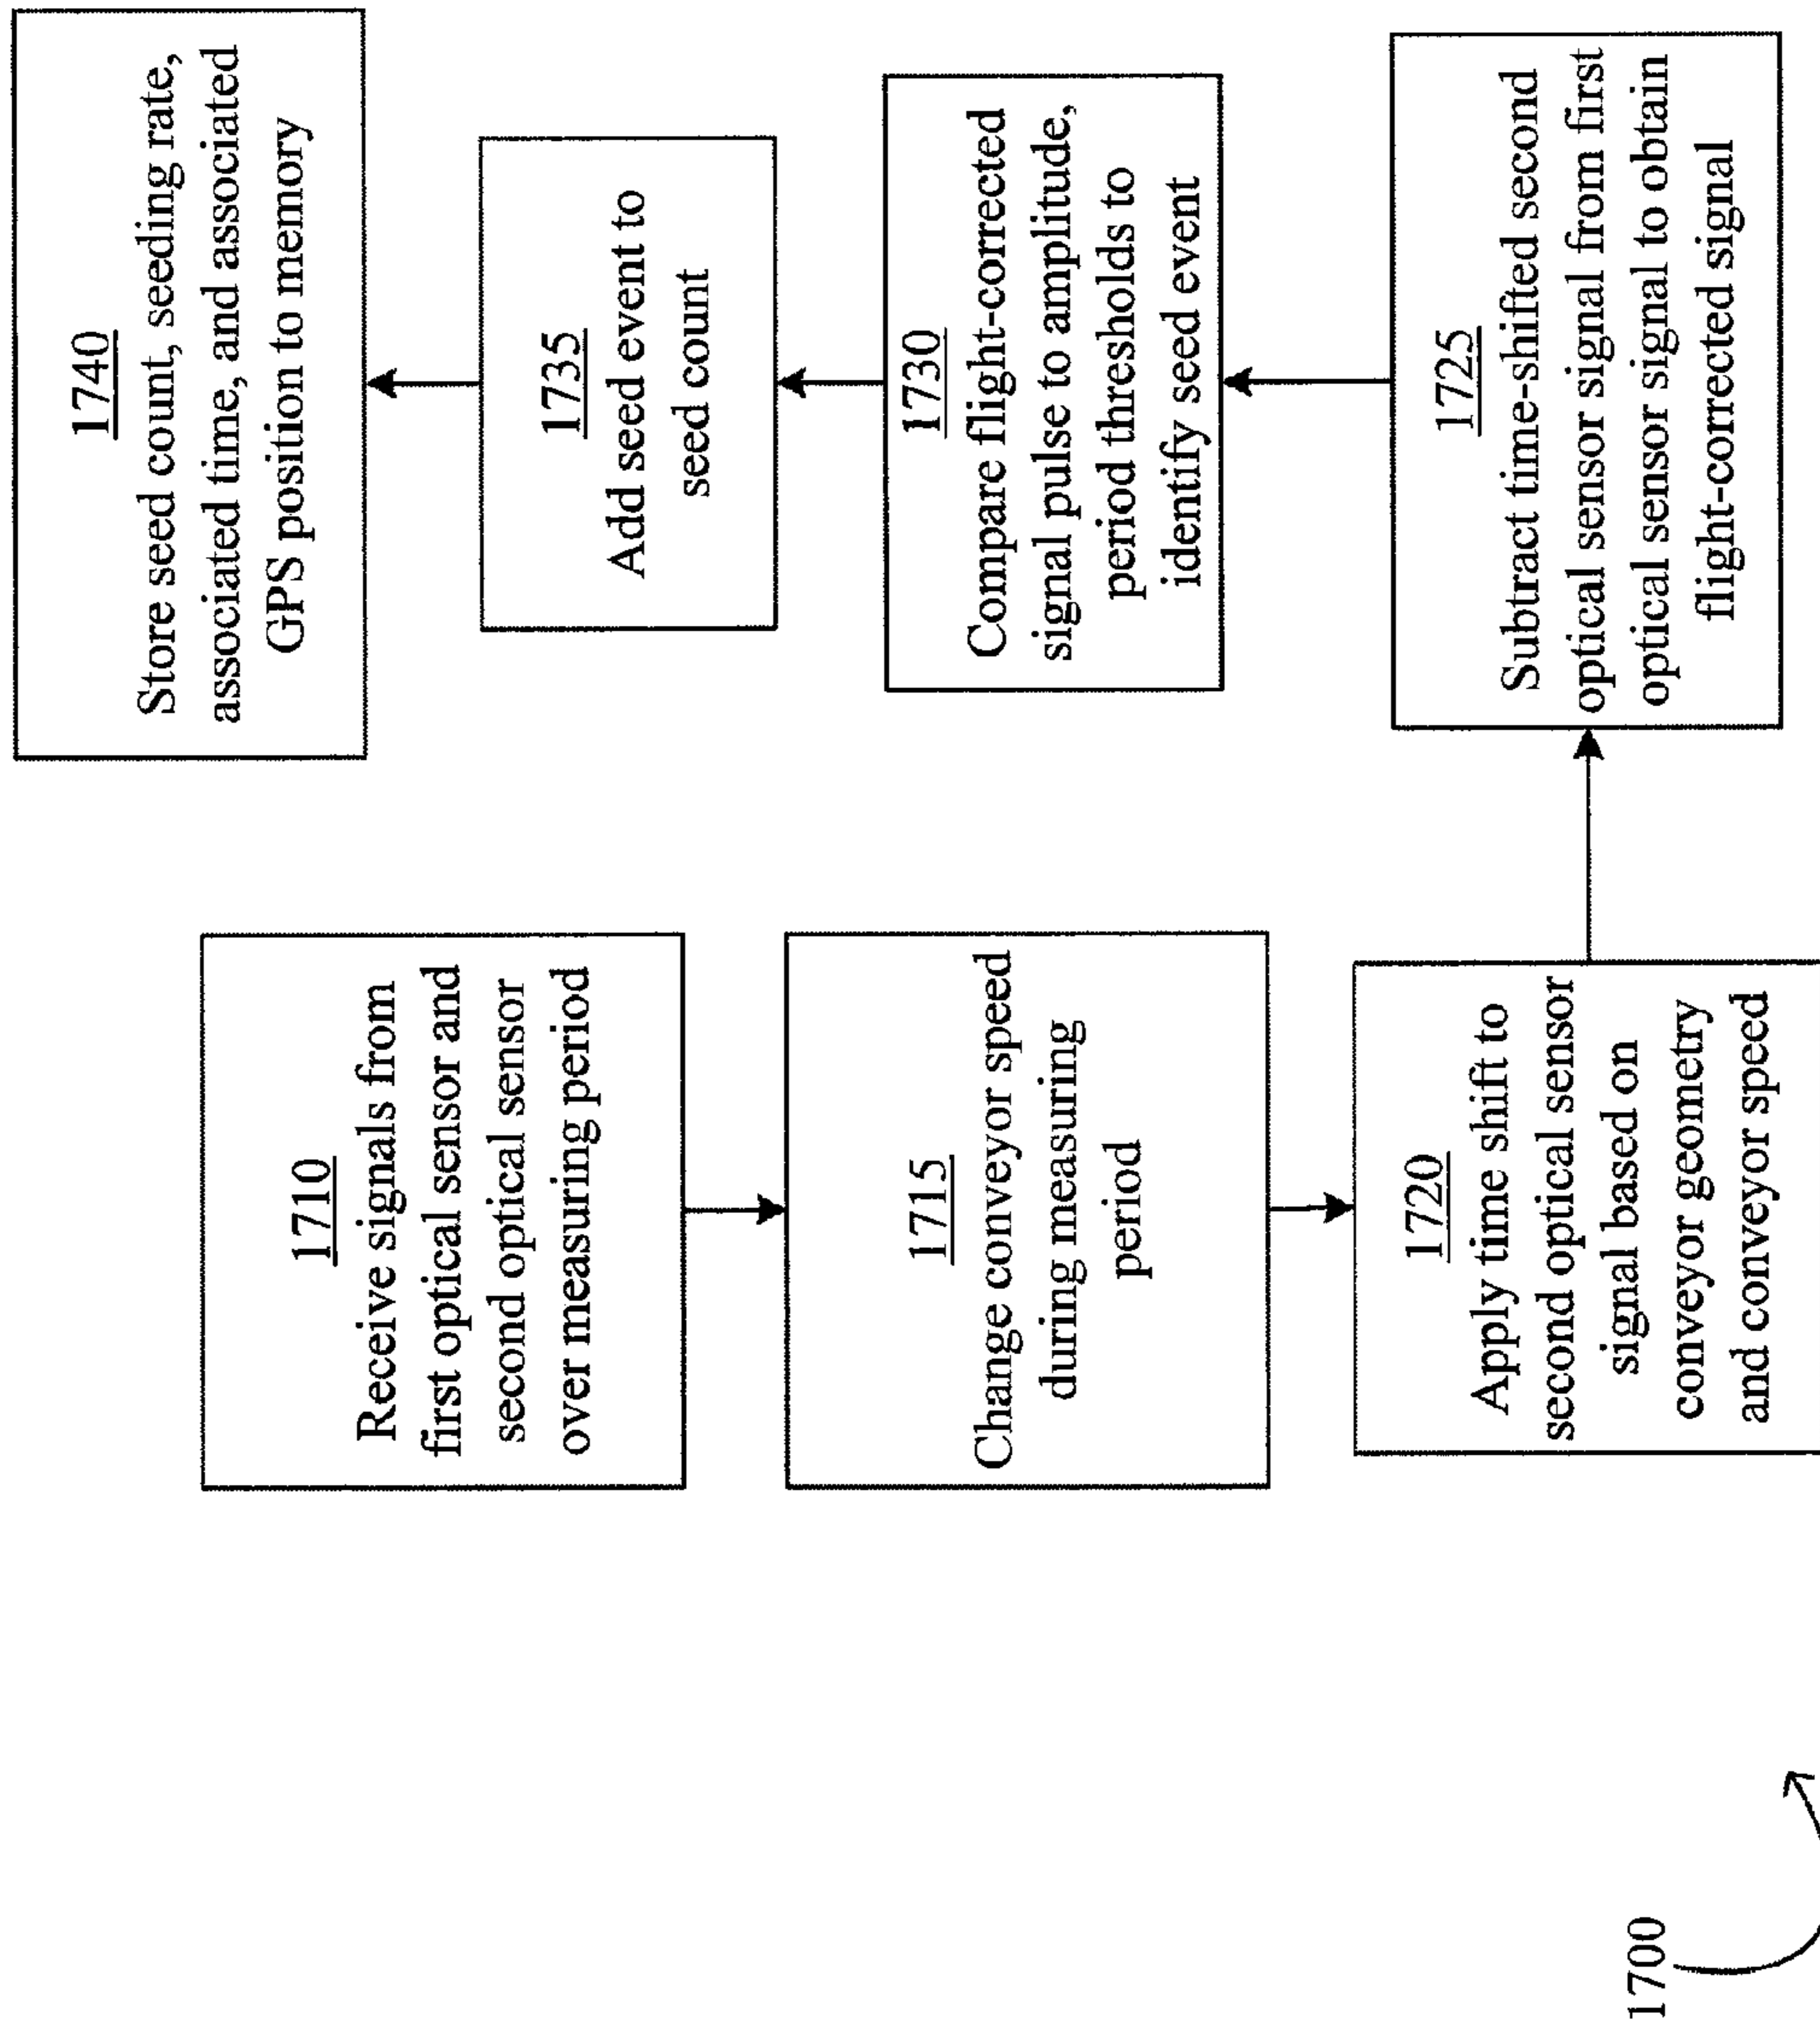 1710
Receive signals from
first optical sensor and
second optical sensor
over measuring period
1715
Change conveyor speed
during measuring
period
1720
Apply time shift to
second optical sensor
signal based on
conveyor geometry
and conveyor speed
1725
Subtract time-shifted second
optical sensor signal from first
optical sensor signal to obtain
flight-corrected signal
1730
Compare flight-corrected
signal pulse to amplitude,
period thresholds to
identify seed event
1735
Add seed event to
seed count
1740
Store seed count, seeding rate,
associated time, and associated
GPS position to memory
1700